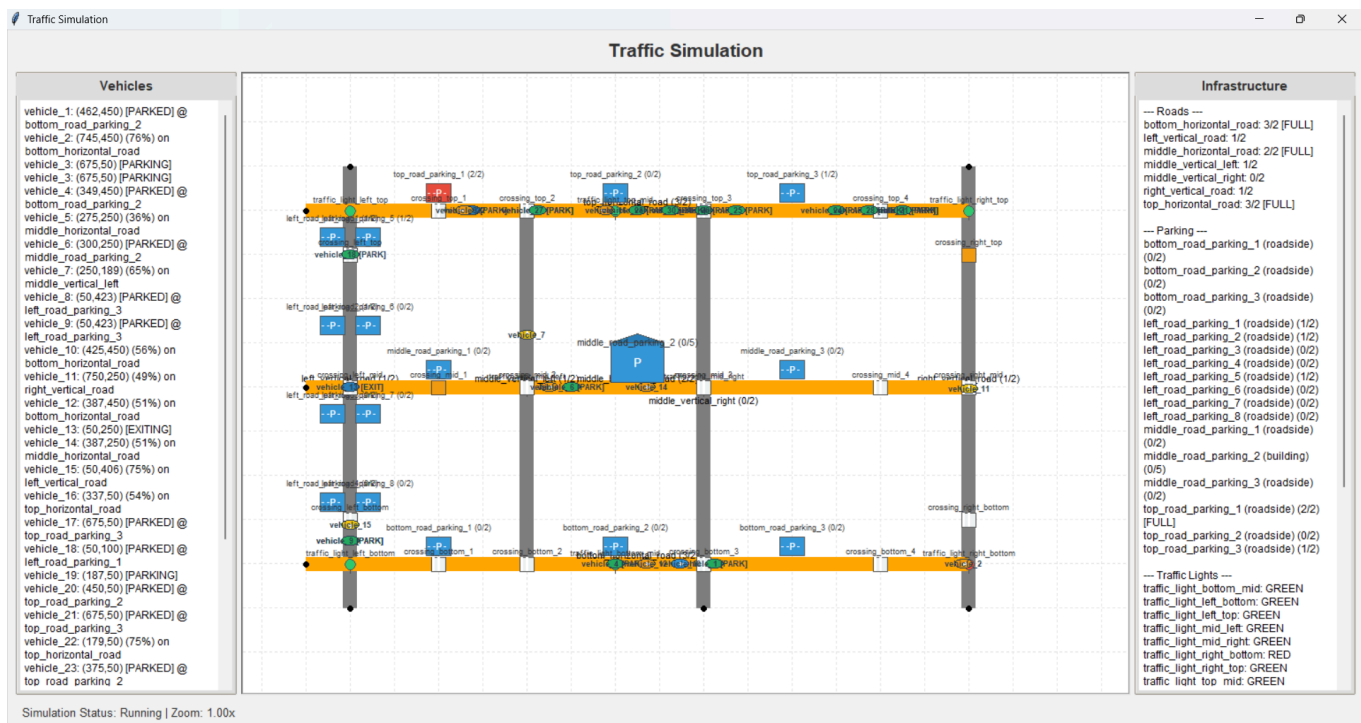 Traffic Simulation
Traffic Simulation
Vehicles
vehicle_1: (462,450) [PARKED] @
bottom_road_parking_2
vehicle_2: (745,450) (76%) on
bottom_horizontal_road
vehicle_3: (675,50) [PARKING]
vehicle_3: (675,50) [PARKING]
vehicle_4: (349,450) [PARKED] @
bottom_road_parking_2
vehicle_5: (275,250) (36%) on
middle_horizontal_road
vehicle_6: (300,250) [PARKED] @
middle_road_parking_2
vehicle_7: (250,189) (65%) on
middle_vertical_left
vehicle_8: (50,423) [PARKED] @
left_road_parking_3
vehicle_9: (50,423) [PARKED] @
left_road_parking_3
vehicle_10: (425,450) (56%) on
bottom_horizontal_road
vehicle_11: (750,250) (49%) on
right_vertical_road
vehicle_12: (387,450) (51%) on
bottom_horizontal_road
vehicle_13: (50,250) [EXITING]
vehicle_14: (387,250) (51%) on
middle_horizontal_road
vehicle_15: (50,406) (75%) on
left_vertical_road
vehicle_16: (337,50) (54%) on
top_horizontal_road
vehicle_17: (675,50) [PARKED] @
top_road_parking_3
vehicle_18: (50,100) [PARKED] @
left_road_parking_1
vehicle_19: (187,50) [PARKING]
vehicle_20: (450,50) [PARKED] @
top_road_parking_2
vehicle_21: (675,50) [PARKED] @
top_road_parking_3
vehicle_22: (179,50) (75%) on
top_horizontal_road
vehicle_23: (375,50) [PARKED] @
top_road_parking_2
top_road_parking_1 (2/2)
top_road_parking_2 (0/2)
top_road_parking_3 (1/2)
--P--
--P--
--P--
traffic_light_left_top
crossing_top_1
crossing_top_2
crossing_top_3
crossing_top_4
traffic_light_right_top
--P--
--P--
crossing_left_top
crossing_right_top
--P--
--P--
vehicle_7
middle_road_parking_1 (0/2)
middle_road_parking_2 (0/5)
middle_road_parking_3 (0/2)
--P--
P
--P--
crossing_left_mid
crossing_mid_1
crossing_mid_4
crossing_right_mid
vehicle_14
vehicle_11
middle_vertical_right (0/2)
--P--
--P--
--P--
--P--
crossing_left_bottom
crossing_right_bottom
vehicle_15
bottom_road_parking_1 (0/2)
bottom_road_parking_2 (0/2)
bottom_road_parking_3 (0/2)
--P--
--P--
--P--
traffic_light_left_bottom
crossing_bottom_1
crossing_bottom_2
crossing_bottom_3
crossing_bottom_4
traffic_light_right_bottom
vehicle_2
Infrastructure
--- Roads ---
bottom_horizontal_road: 3/2 [FULL]
left_vertical_road: 1/2
middle_horizontal_road: 2/2 [FULL]
middle_vertical_left: 1/2
middle_vertical_right: 0/2
right_vertical_road: 1/2
top_horizontal_road: 3/2 [FULL]
--- Parking ---
bottom_road_parking_1 (roadside)
(0/2)
bottom_road_parking_2 (roadside)
(0/2)
bottom_road_parking_3 (roadside)
(0/2)
left_road_parking_1 (roadside) (1/2)
left_road_parking_2 (roadside) (1/2)
left_road_parking_3 (roadside) (0/2)
left_road_parking_4 (roadside) (0/2)
left_road_parking_5 (roadside) (1/2)
left_road_parking_6 (roadside) (0/2)
left_road_parking_7 (roadside) (0/2)
left_road_parking_8 (roadside) (0/2)
middle_road_parking_1 (roadside)
(0/2)
middle_road_parking_2 (building)
(0/5)
middle_road_parking_3 (roadside)
(0/2)
top_road_parking_1 (roadside) (2/2)
[FULL]
top_road_parking_2 (roadside) (0/2)
top_road_parking_3 (roadside) (1/2)
--- Traffic Lights ---
traffic_light_bottom_mid: GREEN
traffic_light_left_bottom: GREEN
traffic_light_left_top: GREEN
traffic_light_mid_left: GREEN
traffic_light_mid_right: GREEN
traffic_light_right_bottom: RED
traffic_light_right_top: GREEN
traffic_light_top_mid: GREEN
Simulation Status: Running | Zoom: 1.00x